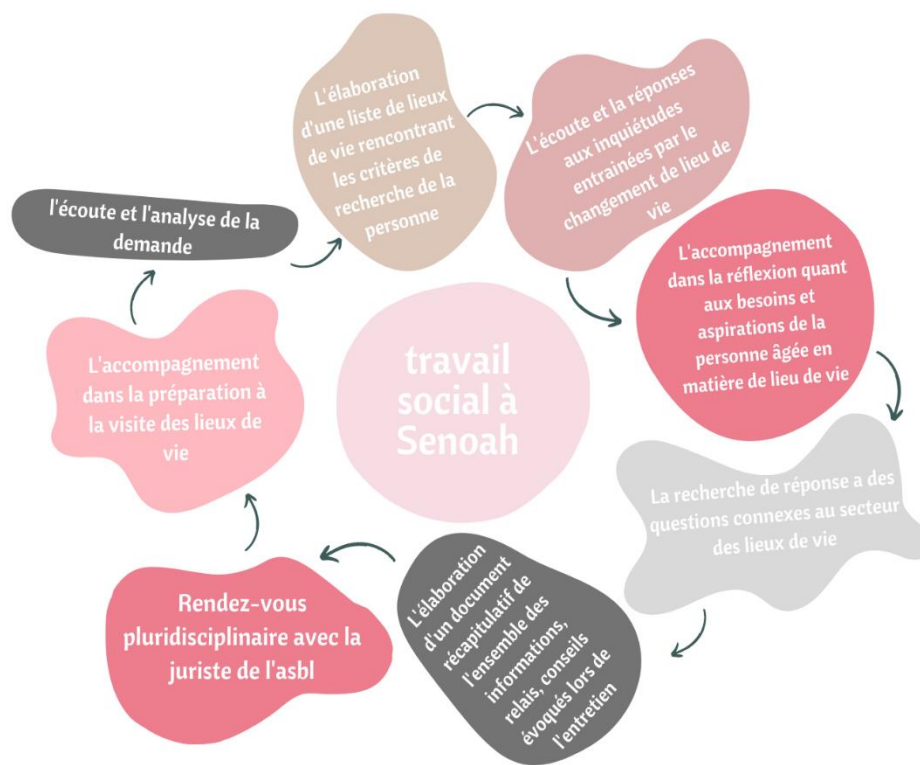 travail
social à
Senoah
l'écoute et l'analyse de la
demande
L'élaboration
d'une liste de lieux
de vie rencontrant
les critères de
recherche de la
personne
L'écoute et la réponses
aux inquiétudes
entrainées par le
changement de lieu de
vie
L'accompagnement
dans la réflexion quant
aux besoins et
aspirations de la
personne âgée en
matière de lieu de vie
La recherche de réponse a des
questions connexes au secteur
des lieux de vie
L'élaboration
d'un document
récapitulatif de
l'ensemble des
informations,
relais, conseils
évoqués lors de
l'entretien
Rendez-vous
pluridisciplinaire avec la
juriste de l'asbl
L'accompagnement
dans la préparation à
la visite des lieux de
vie